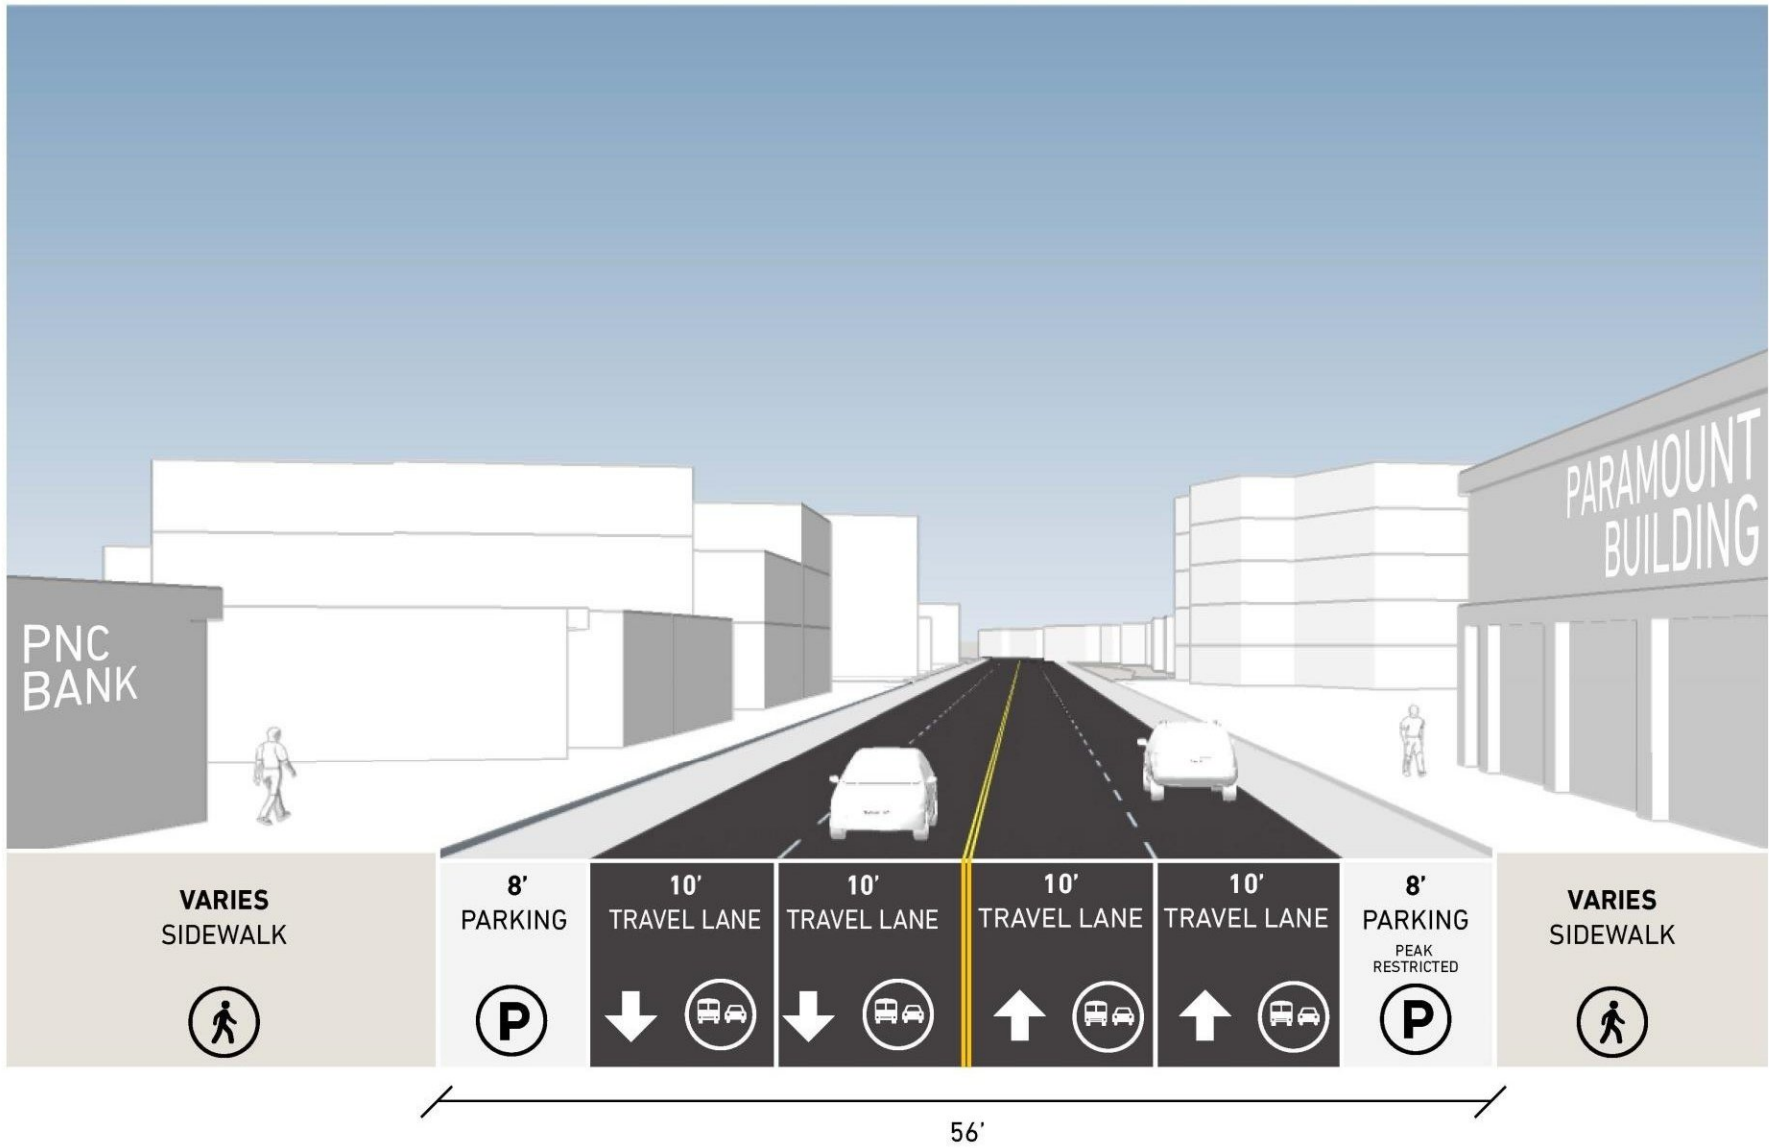 PARAMOUNT
BUILDING
PNC
BANK
VARIES
SIDEWALK
8'
PARKING
P
10'
TRAVEL LANE
10'
TRAVEL LANE
10'
TRAVEL LANE
10'
TRAVEL LANE
8'
PARKING
PEAK
RESTRICTED
P
VARIES
SIDEWALK
56'